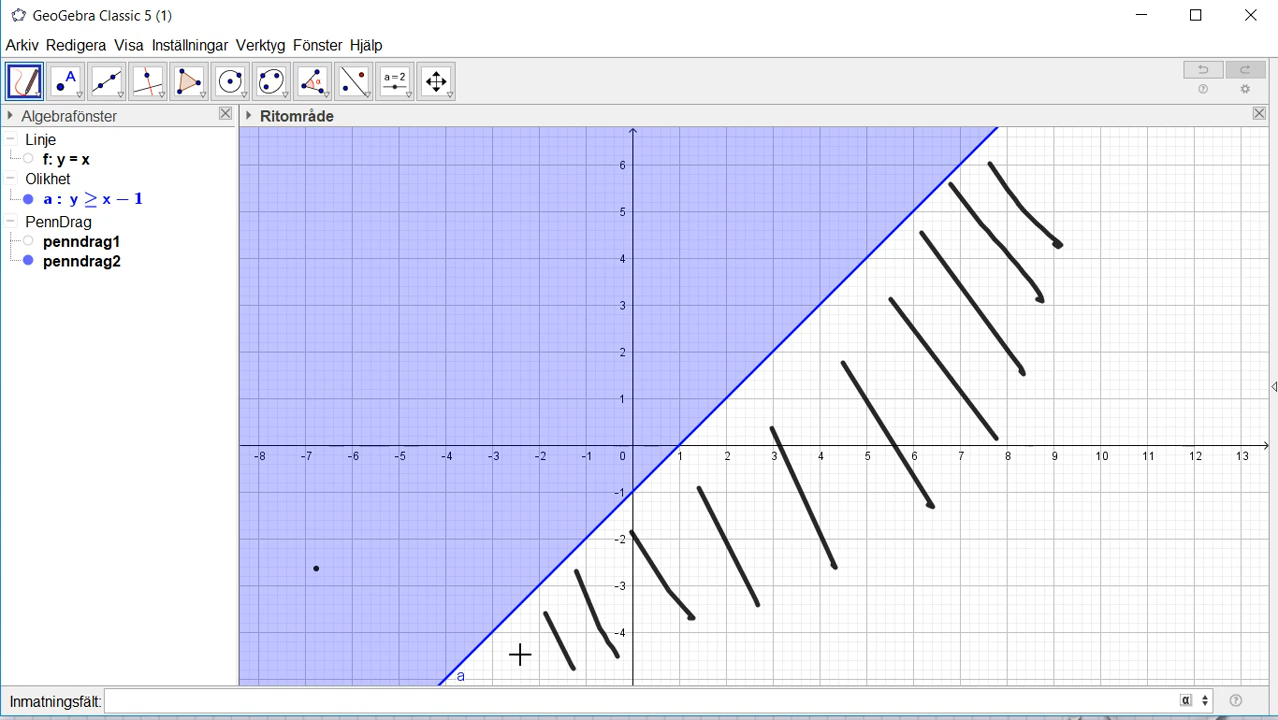 GeoGebra Classic 5 (1)
Arkiv Redigera Visa Inställningar Verktyg Fönster Hjälp
A
α
a=2
Algebrafönster
Ritområde
Linje
f: y = x
Olikhet
a : y ≥ x − 1
PennDrag
penndrag1
penndrag2
6
5
4
3
2
1
-8 -7 -6 -5 -4 -3 -2 -1 0 1 2 3 4 5 6 7 8 9 10 11 12 13
-1
-2
-3
-4
a
Inmatningsfält:
α